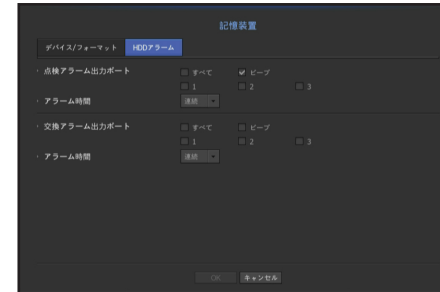 記憶装置
デバイス/フォーマット HDDアラーム
・点検アラーム出力ポート すべて ビープ
1 2 3
・アラーム時間 連続
・交換アラーム出力ポート すべて ビープ
1 2 3
・アラーム時間 連続
OK キャンセル